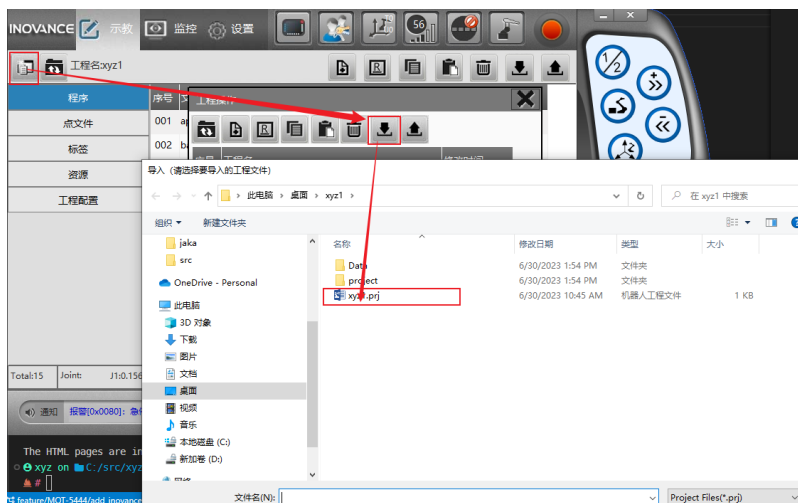 INOVANCE 示教 监控 设置 56
工程名:xyz1
R
程序 序号
点文件 001
标签 002
资源
工程配置
R
导入 (请选择要导入的工程文件)
此电脑 › 桌面 › xyz1 ›
在 xyz1 中搜索
组织 新建文件夹
名称 修改日期 类型 大小
jaka
src
OneDrive - Personal
此电脑
3D 对象
下载
图片
文档
桌面
视频
音乐
本地磁盘 (C:)
新加卷 (D:)
Data 6/30/2023 1:54 PM 文件夹
project 6/30/2023 1:54 PM 文件夹
xyz1.prj 6/30/2023 10:45 AM 机器人工程文件 1 KB
Total:15 Joint: J1:0.156
通知 报警[0x0080]:
The HTML pages are in
xyz on C:/src/xyz
#
文件名(N): Project Files(*.prj)
1/2